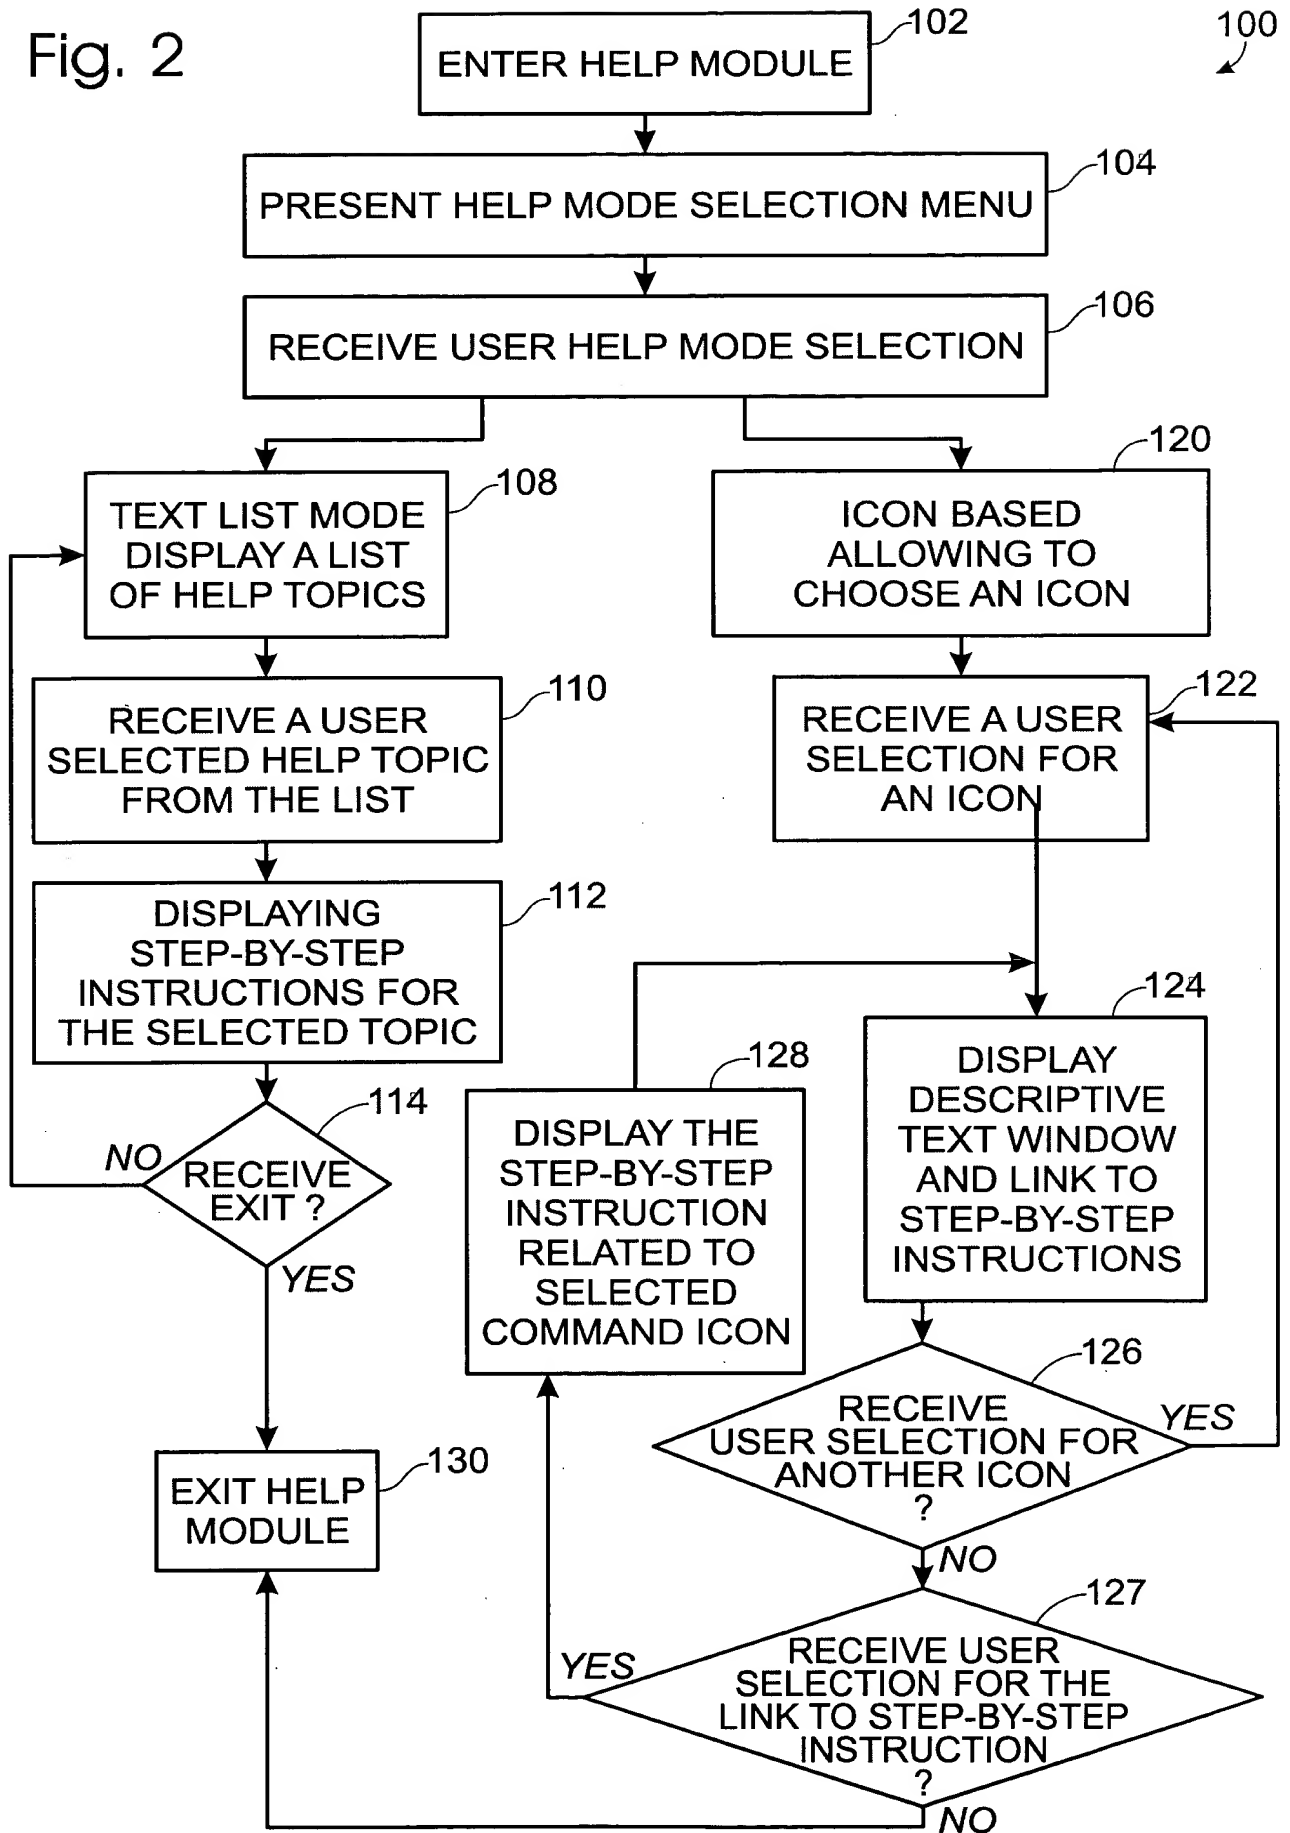 Fig. 2
100
102
ENTER HELP MODULE
104
PRESENT HELP MODE SELECTION MENU
106
RECEIVE USER HELP MODE SELECTION
108
TEXT LIST MODE
DISPLAY A LIST
OF HELP TOPICS
110
RECEIVE A USER
SELECTED HELP TOPIC
FROM THE LIST
112
DISPLAYING
STEP-BY-STEP
INSTRUCTIONS FOR
THE SELECTED TOPIC
114
NO
RECEIVE
EXIT ?
YES
130
EXIT HELP
MODULE
120
ICON BASED
ALLOWING TO
CHOOSE AN ICON
122
RECEIVE A USER
SELECTION FOR
AN ICON
124
DISPLAY
DESCRIPTIVE
TEXT WINDOW
AND LINK TO
STEP-BY-STEP
INSTRUCTIONS
128
DISPLAY THE
STEP-BY-STEP
INSTRUCTION
RELATED TO
SELECTED
COMMAND ICON
126
RECEIVE
USER SELECTION FOR
ANOTHER ICON
?
YES
NO
127
RECEIVE USER
SELECTION FOR THE
LINK TO STEP-BY-STEP
INSTRUCTION
?
YES
NO